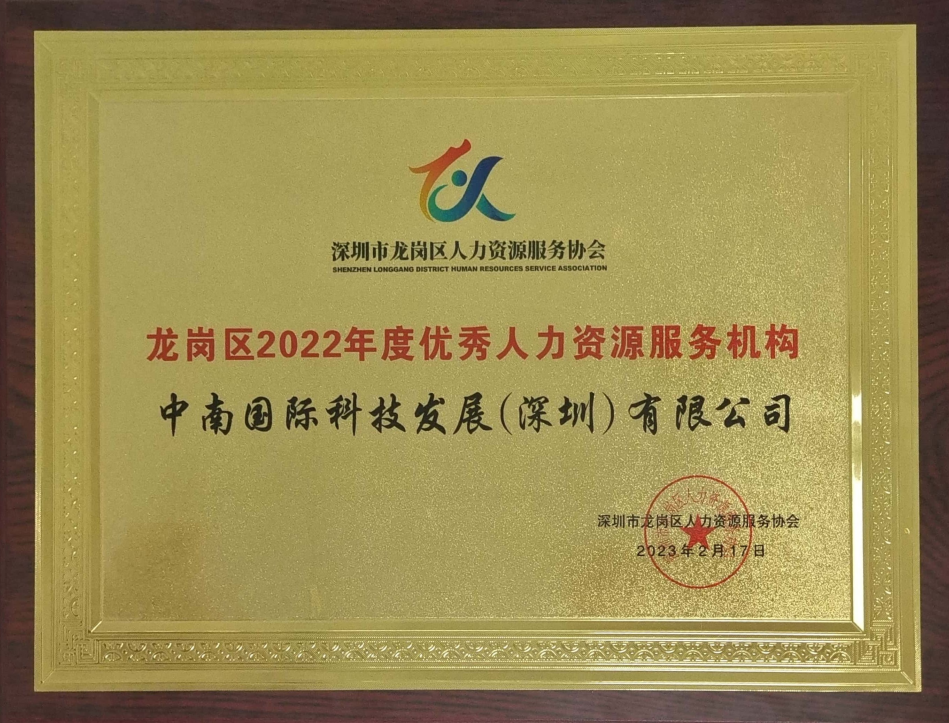 深圳市龙岗区人力资源服务协会
SHENZHEN LONGGANG DISTRICT HUMAN RESOURCES SERVICE ASSOCIATION
龙岗区2022年度优秀人力资源服务机构
中南国际科技发展(深圳)有限公司
深圳市龙岗区人力资源服务协会
2023年2月17日